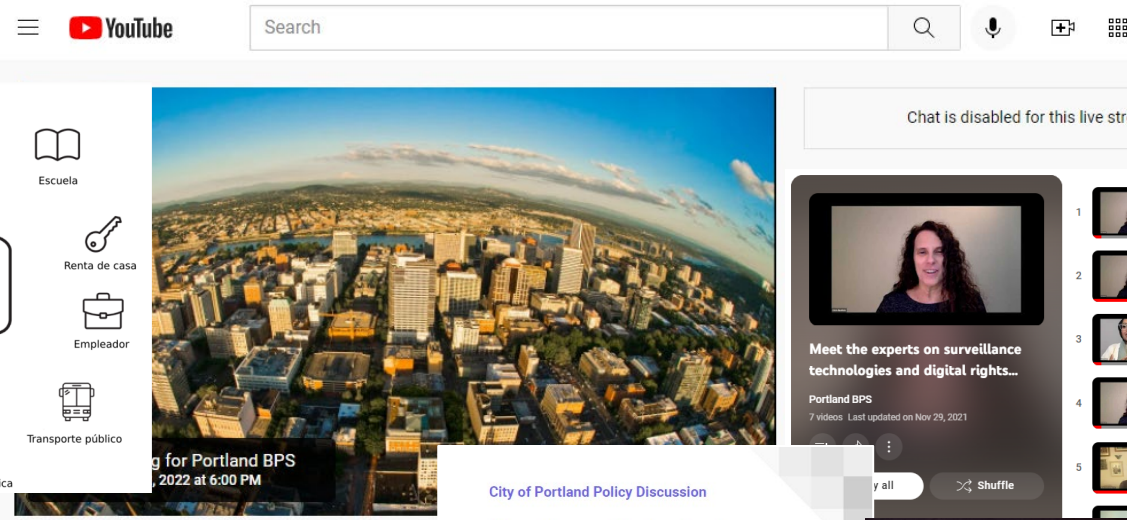 YouTube
Search
Chat is disabled for this live str
Escuela
Renta de casa
Empleador
Transporte público
ica
g for Portland BPS
, 2022 at 6:00 PM
City of Portland Policy Discussion
Meet the experts on surveillance
technologies and digital rights...
Portland BPS
7 videos Last updated on Nov 29, 2021
y all
Shuffle
1
2
3
4
5